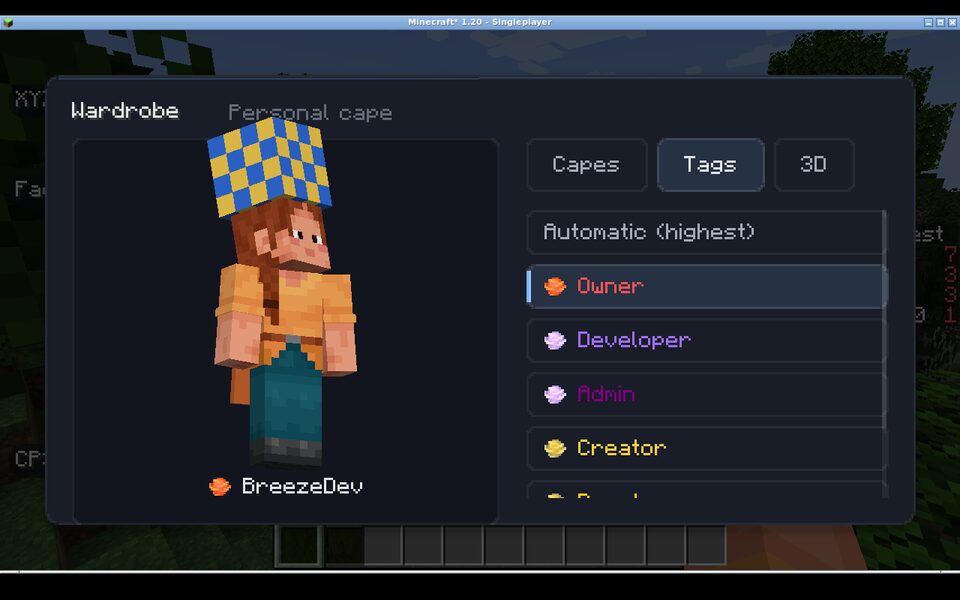 Minecraft* 1.20 - Singleplayer
Wardrobe
Personal cape
Capes
Tags
3D
Automatic (highest)
Owner
Developer
Admin
Creator
BreezeDev